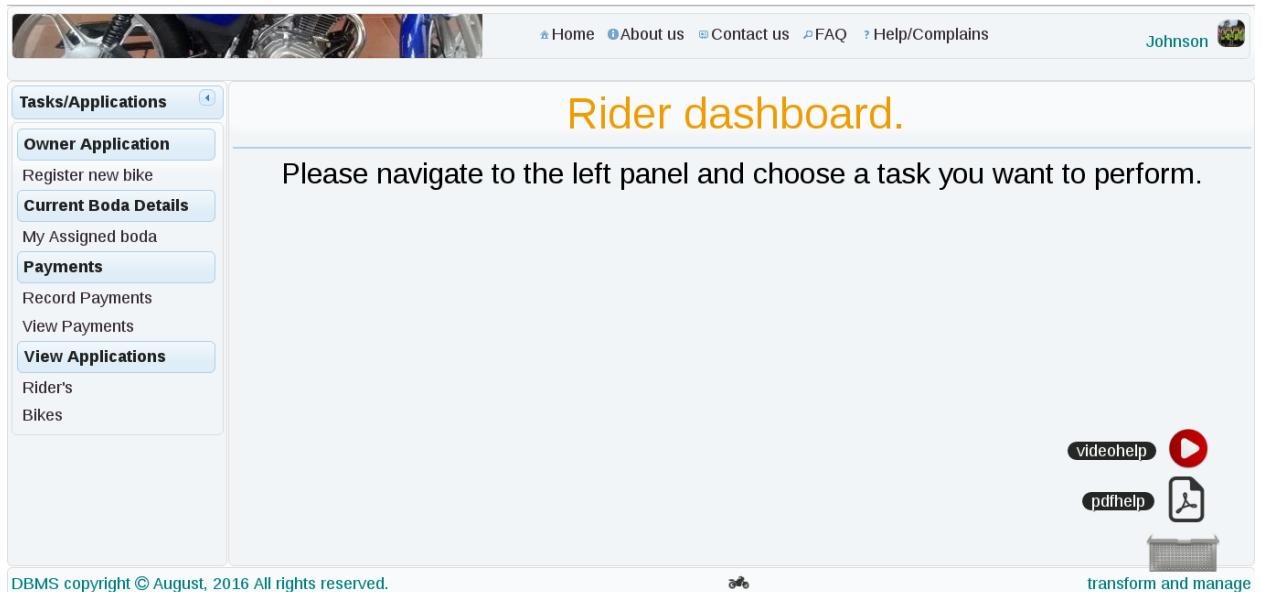 Home About us Contact us FAQ Help/Complains
Johnson
Tasks/Applications
Owner Application
Register new bike
Current Boda Details
My Assigned boda
Payments
Record Payments
View Payments
View Applications
Rider's
Bikes
Rider dashboard.
Please navigate to the left panel and choose a task you want to perform.
videohelp
pdfhelp
DBMS copyright © August, 2016 All rights reserved.
transform and manage